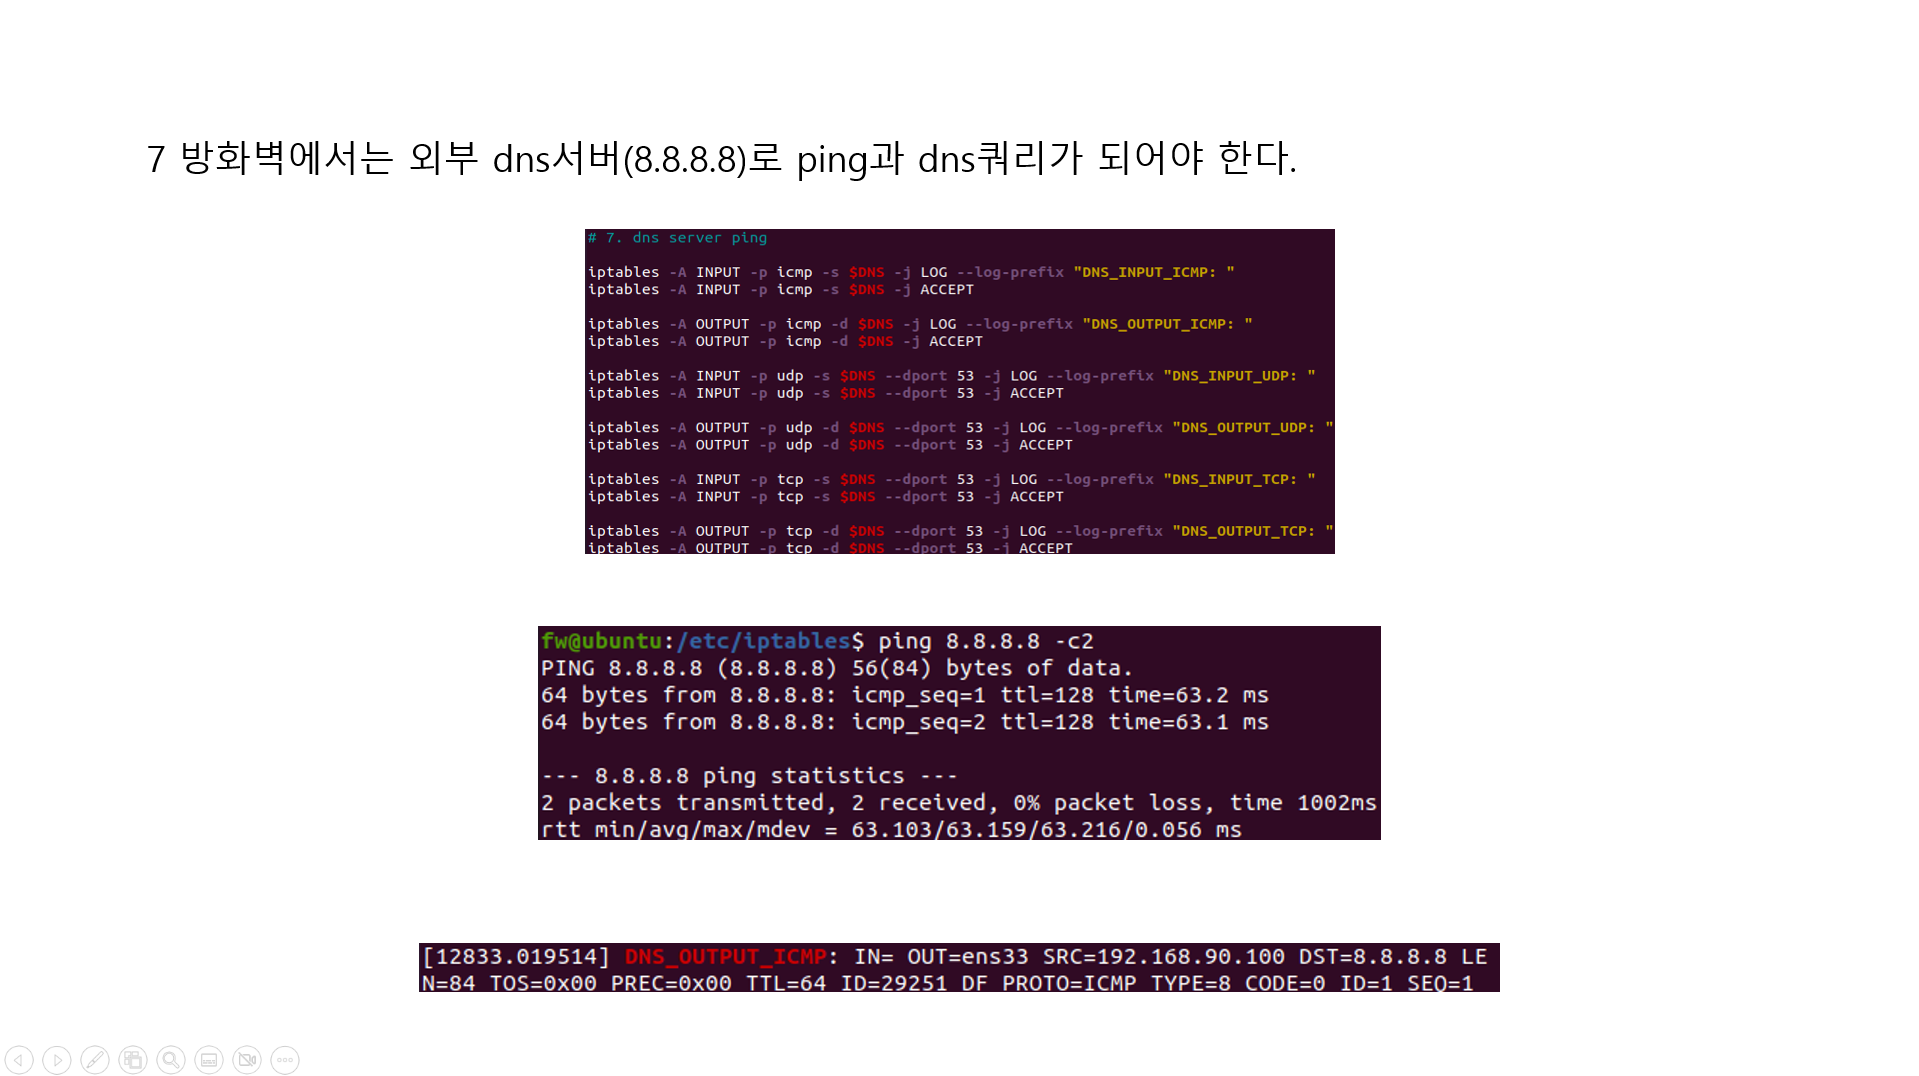 7 방화벽에서는 외부 dns서버(8.8.8.8)로 ping과 dns쿼리가 되어야 한다.
# 7. dns server ping
iptables -A INPUT -p icmp -s $DNS -j LOG --log-prefix "DNS_INPUT_ICMP: "
iptables -A INPUT -p icmp -s $DNS -j ACCEPT
iptables -A OUTPUT -p icmp -d $DNS -j LOG --log-prefix "DNS_OUTPUT_ICMP: "
iptables -A OUTPUT -p icmp -d $DNS -j ACCEPT
iptables -A INPUT -p udp -s $DNS --dport 53 -j LOG --log-prefix "DNS_INPUT_UDP: "
iptables -A INPUT -p udp -s $DNS --dport 53 -j ACCEPT
iptables -A OUTPUT -p udp -d $DNS --dport 53 -j LOG --log-prefix "DNS_OUTPUT_UDP: "
iptables -A OUTPUT -p udp -d $DNS --dport 53 -j ACCEPT
iptables -A INPUT -p tcp -s $DNS --dport 53 -j LOG --log-prefix "DNS_INPUT_TCP: "
iptables -A INPUT -p tcp -s $DNS --dport 53 -j ACCEPT
iptables -A OUTPUT -p tcp -d $DNS --dport 53 -j LOG --log-prefix "DNS_OUTPUT_TCP: "
iptables -A OUTPUT -p tcp -d $DNS --dport 53 -j ACCEPT
fw@ubuntu:/etc/iptables$ ping 8.8.8.8 -c2
PING 8.8.8.8 (8.8.8.8) 56(84) bytes of data.
64 bytes from 8.8.8.8: icmp_seq=1 ttl=128 time=63.2 ms
64 bytes from 8.8.8.8: icmp_seq=2 ttl=128 time=63.1 ms
--- 8.8.8.8 ping statistics ---
2 packets transmitted, 2 received, 0% packet loss, time 1002ms
rtt min/avg/max/mdev = 63.103/63.159/63.216/0.056 ms
[12833.019514] DNS_OUTPUT_ICMP: IN= OUT=ens33 SRC=192.168.90.100 DST=8.8.8.8 LE
N=84 TOS=0x00 PREC=0x00 TTL=64 ID=29251 DF PROTO=ICMP TYPE=8 CODE=0 ID=1 SEQ=1